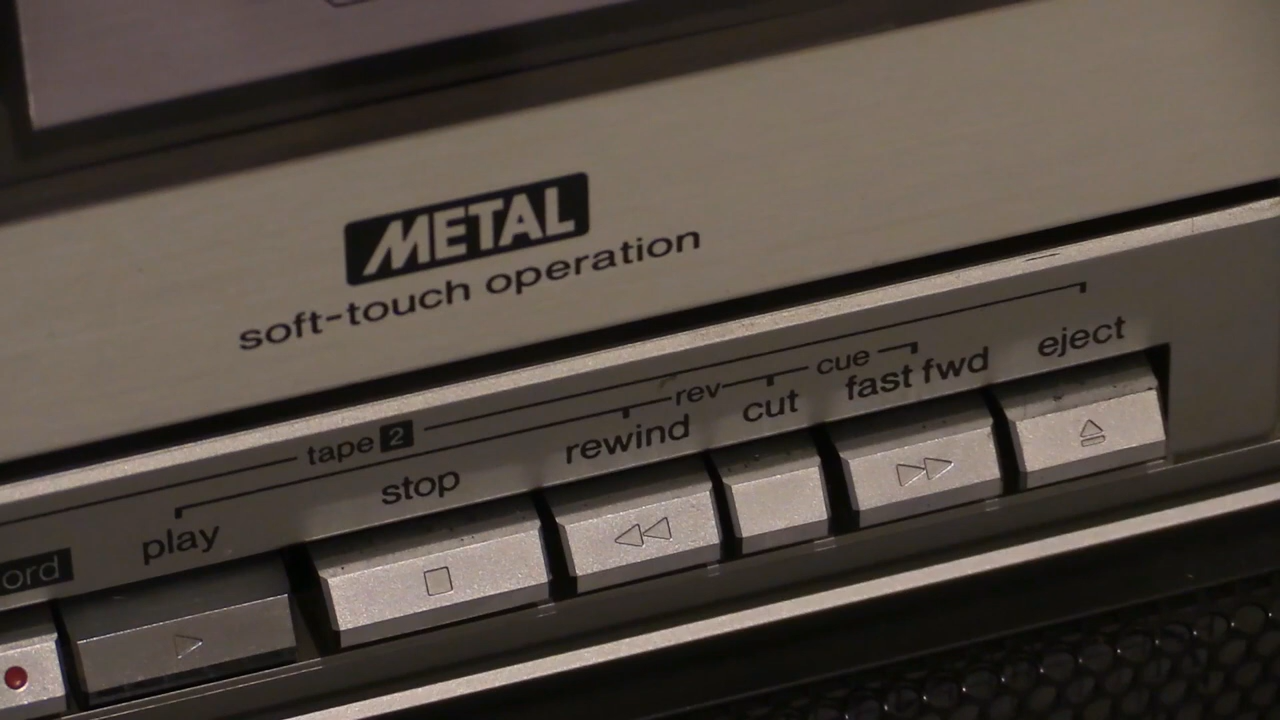 METAL
soft-touch operation
tape 2
rev cue
play stop rewind cut fast fwd eject
ord